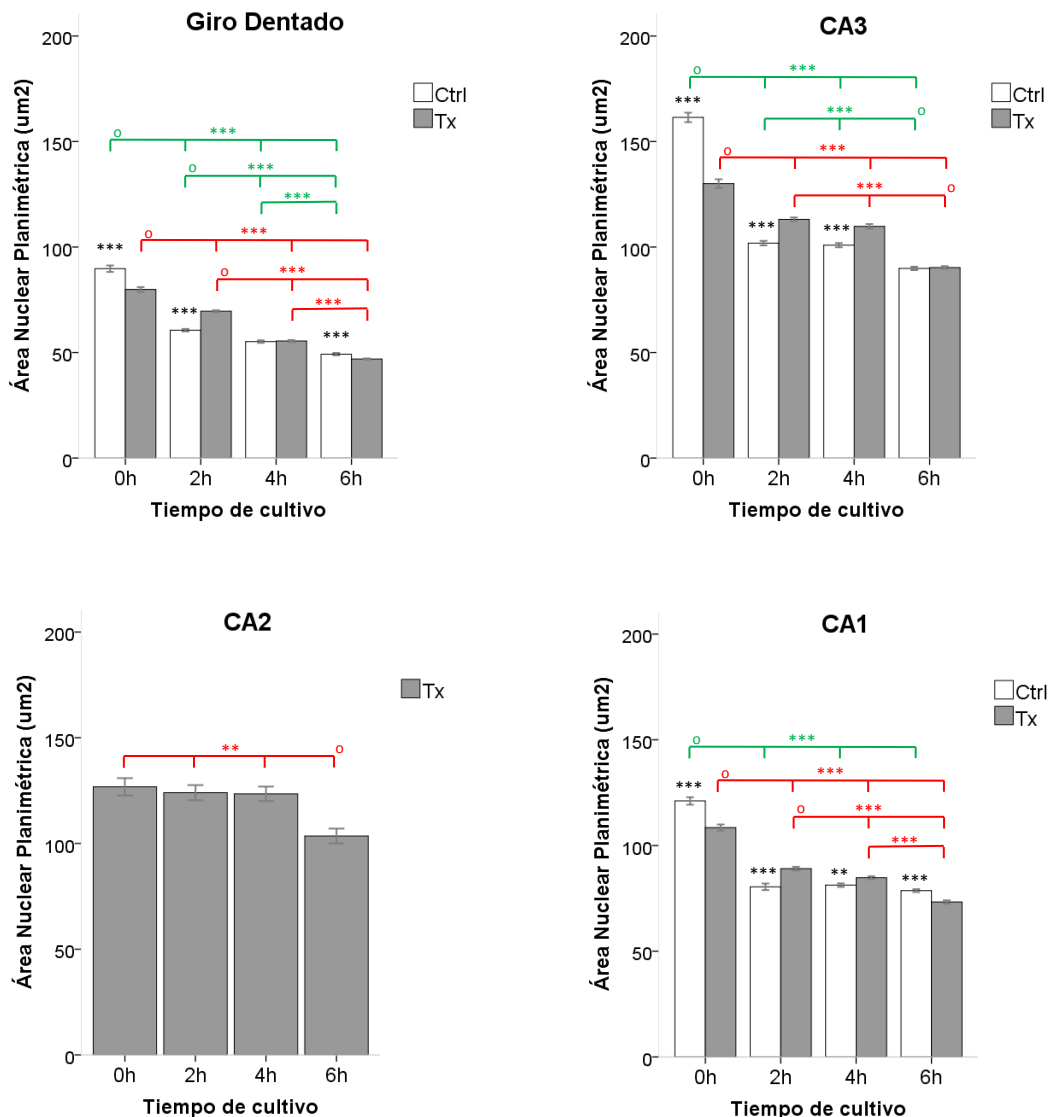 Giro Dentado
Área Nuclear Planimétrica (um2)
200
150
100
50
0
Ctrl
Tx
o
***
o
***
***
o
***
o
***
***
***
***
***
0h
2h
4h
6h
Tiempo de cultivo
CA3
Área Nuclear Planimétrica (um2)
200
150
100
50
0
Ctrl
Tx
o
***
***
***
o
o
***
***
o
***
***
0h
2h
4h
6h
Tiempo de cultivo
CA2
Área Nuclear Planimétrica (um2)
200
150
100
50
0
Tx
**
o
0h
2h
4h
6h
Tiempo de cultivo
CA1
Área Nuclear Planimétrica (um2)
200
150
100
50
0
Ctrl
Tx
o
***
o
***
***
o
***
***
***
**
***
0h
2h
4h
6h
Tiempo de cultivo